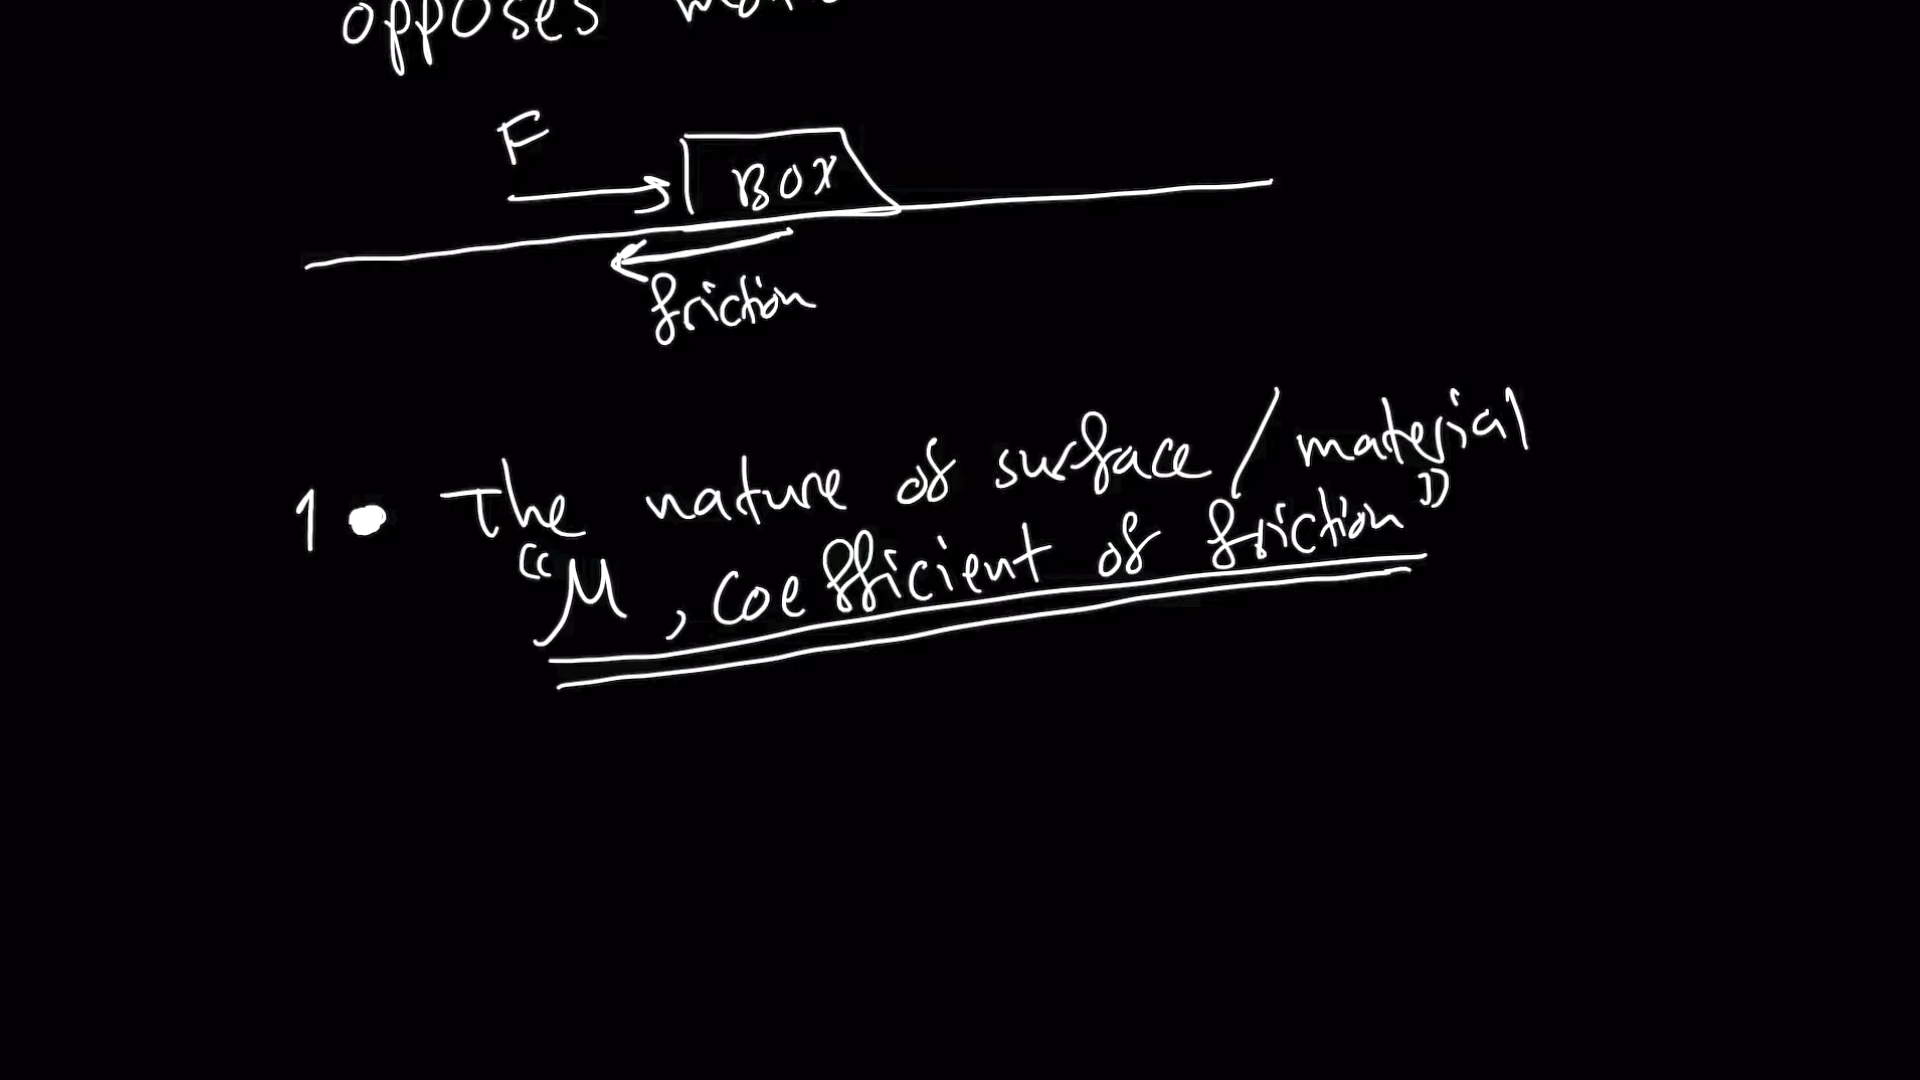 opposes
F
BOX
friction
1. The nature of surface / material
"μ, coefficient of friction"